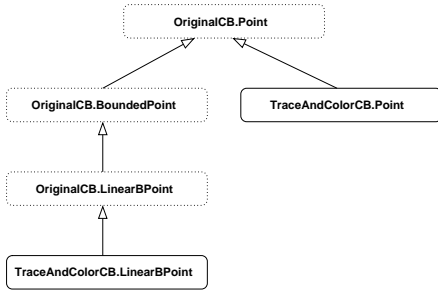 OriginalCB.Point
OriginalCB.BoundedPoint
TraceAndColorCB.Point
OriginalCB.LinearBPoint
TraceAndColorCB.LinearBPoint